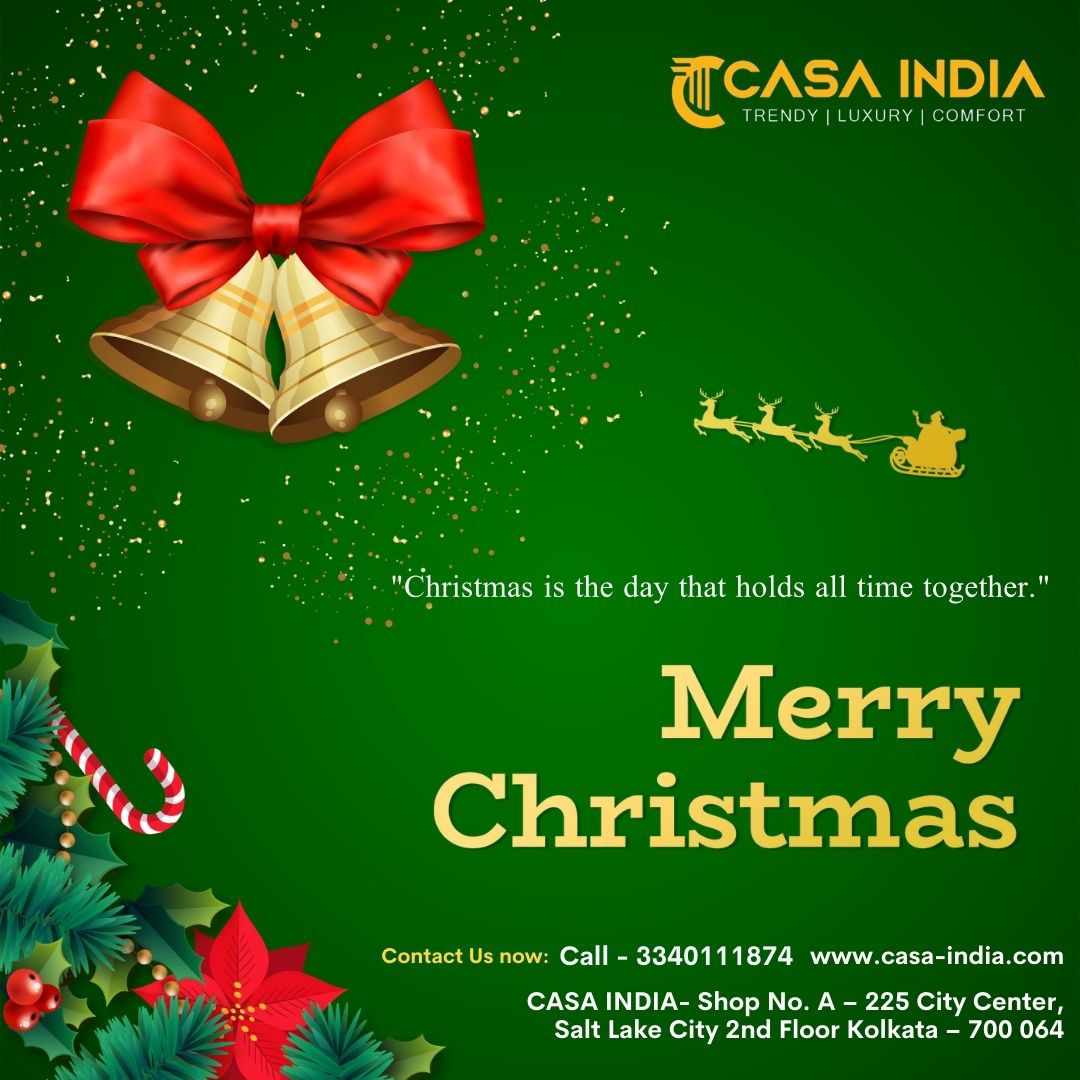 CASA INDIA
TRENDY | LUXURY | COMFORT
"Christmas is the day that holds all time together."
Merry
Christmas
Contact Us now: Call - 3340111874 www.casa-india.com
CASA INDIA- Shop No. A – 225 City Center,
Salt Lake City 2nd Floor Kolkata – 700 064